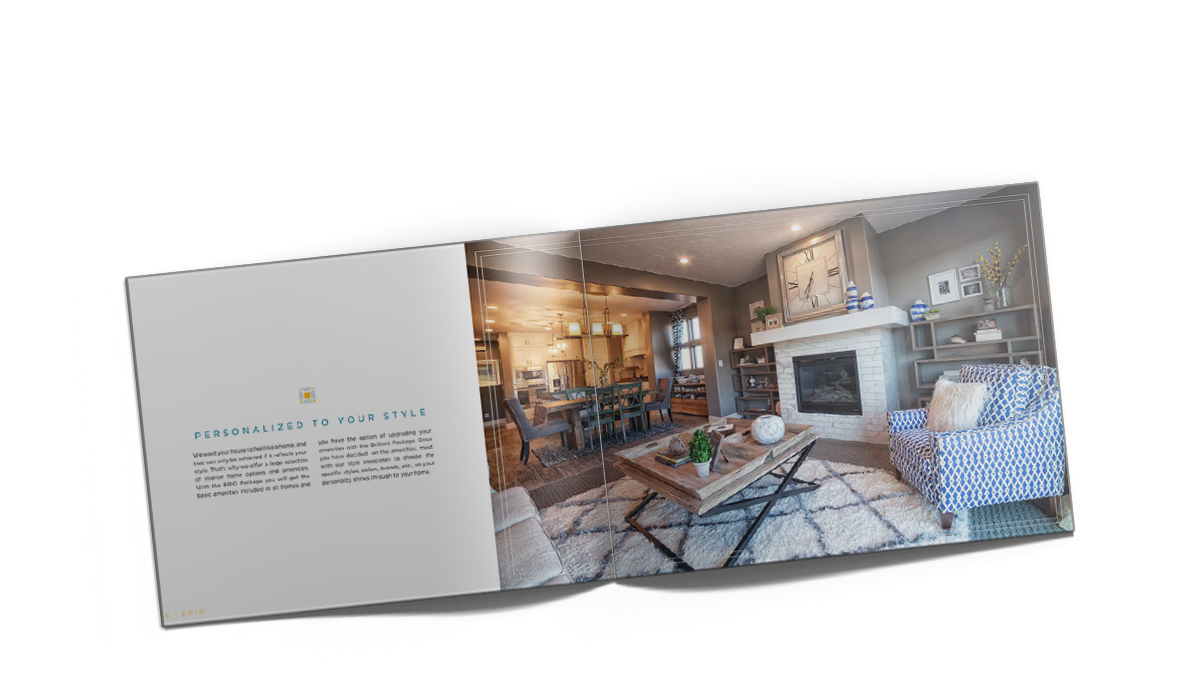 PERSONALIZED TO YOUR STYLE
We want your house to feel like a home, and
that can only be achieved if it reflects your
style. That's why we offer a large selection
of interior home options and amenities.
With the BRIO Package you will get the
basic amenities included in all homes and
you have the option of upgrading your
amenities with the Brilliant Package. Once
you have decided on the amenities, meet
with our style associates to choose the
specific styles, colors, brands, etc., so your
personality shines through to your home.
BRIO